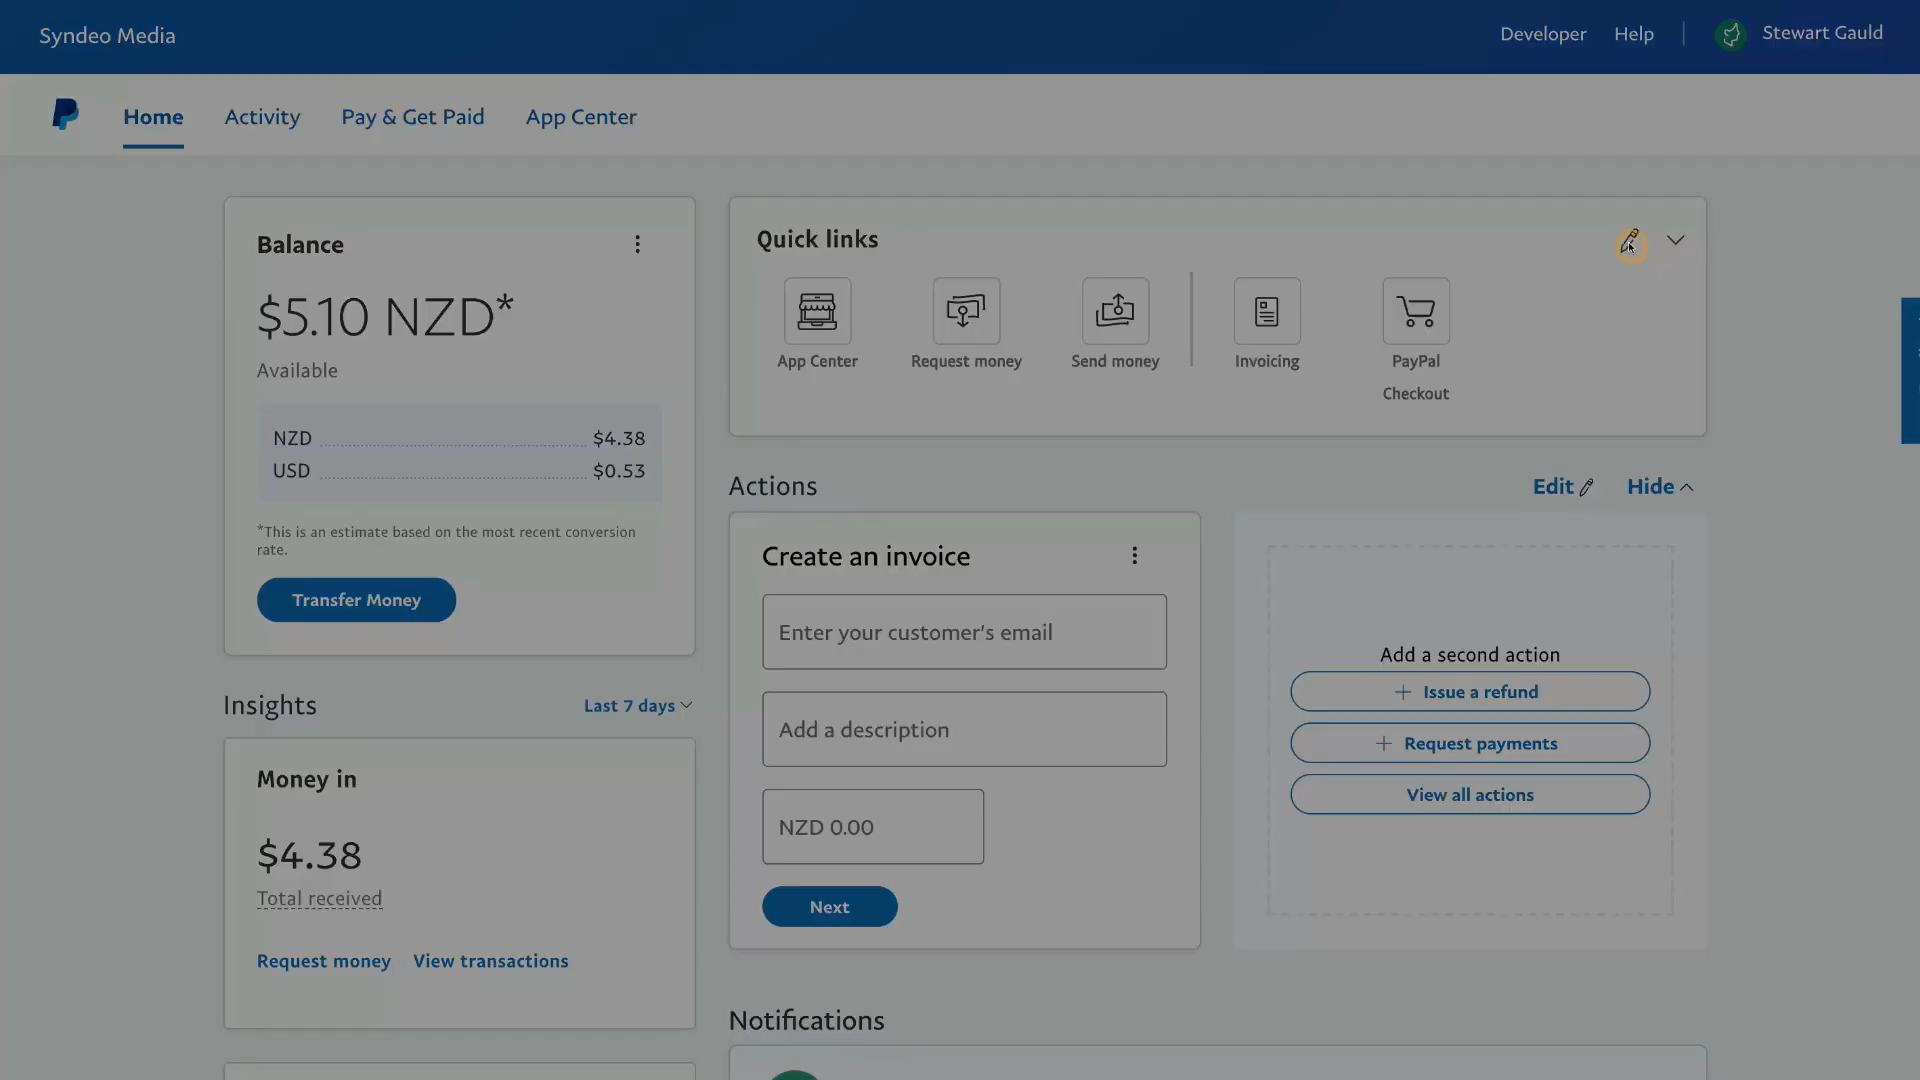 Syndeo Media
Developer
Help
Stewart Gauld
Home
Activity
Pay & Get Paid
App Center
Balance
$5.10 NZD*
Available
NZD $4.38
USD $0.53
*This is an estimate based on the most recent conversion
rate.
Transfer Money
Insights
Last 7 days
Money in
$4.38
Total received
Request money
View transactions
Quick links
App Center
Request money
Send money
Invoicing
PayPal
Checkout
Actions
Edit
Hide
Create an invoice
Enter your customer's email
Add a description
NZD 0.00
Next
Add a second action
+ Issue a refund
+ Request payments
View all actions
Notifications